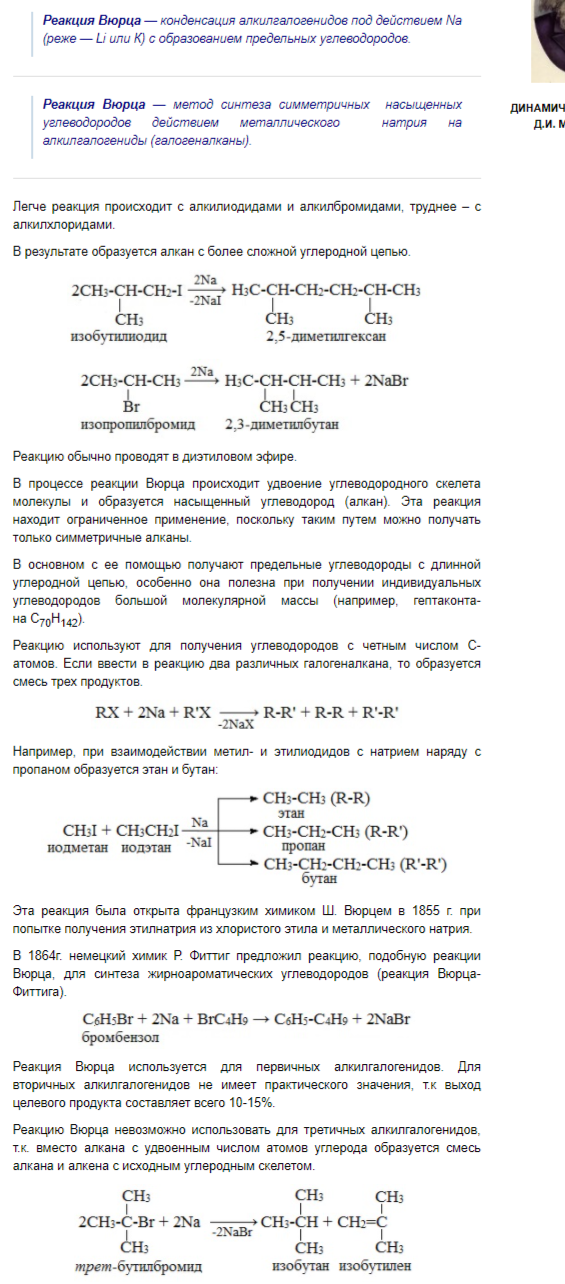 Реакция Вюрца — конденсация алкилгалогенидов под действием Na
(реже — Li или K) с образованием предельных углеводородов.
Реакция Вюрца — метод синтеза симметричных насыщенных
углеводородов действием металлического натрия на
алкилгалогениды (галогеналканы).
ДИНАМИЧ
Д.И. М
Легче реакция происходит с алкилиодидами и алкилбромидами, труднее – с
алкилхлоридами.
В результате образуется алкан с более сложной углеродной цепью.
2Na
2CH3-CH-CH2-I → H3C-CH-CH2-CH2-CH-CH3
-2NaI
CH3 CH3 CH3
изобутилиодид 2,5-диметилгексан
2Na
2CH3-CH-CH3 → H3C-CH-CH-CH3 + 2NaBr
Br CH3 CH3
изопропилбромид 2,3-диметилбутан
Реакцию обычно проводят в диэтиловом эфире.
В процессе реакции Вюрца происходит удвоение углеводородного скелета
молекулы и образуется насыщенный углеводород (алкан). Эта реакция
находит ограниченное применение, поскольку таким путем можно получать
только симметричные алканы.
В основном с ее помощью получают предельные углеводороды с длинной
углеродной цепью, особенно она полезна при получении индивидуальных
углеводородов большой молекулярной массы (например, гептаконта-
на C70H142).
Реакцию используют для получения углеводородов с четным числом С-
атомов. Если ввести в реакцию два различных галогеналкана, то образуется
смесь трех продуктов.
RX + 2Na + R'X → R-R' + R-R + R'-R'
-2NaX
Например, при взаимодействии метил- и этилиодидов с натрием наряду с
пропаном образуется этан и бутан:
CH3-CH3 (R-R)
этан
Na
CH3I + CH3CH2I → CH3-CH2-CH3 (R-R')
-NaI
иодметан иодэтан пропан
CH3-CH2-CH2-CH3 (R'-R')
бутан
Эта реакция была открыта французским химиком Ш. Вюрцем в 1855 г. при
попытке получения этилнатрия из хлористого этила и металлического натрия.
В 1864г. немецкий химик Р. Фиттиг предложил реакцию, подобную реакции
Вюрца, для синтеза жирноароматических углеводородов (реакция Вюрца-
Фиттига).
C6H5Br + 2Na + BrC4H9 → C6H5-C4H9 + 2NaBr
бромбензол
Реакция Вюрца используется для первичных алкилгалогенидов. Для
вторичных алкилгалогенидов не имеет практического значения, т.к выход
целевого продукта составляет всего 10-15%.
Реакцию Вюрца невозможно использовать для третичных алкилгалогенидов,
т.к. вместо алкана с удвоенным числом атомов углерода образуется смесь
алкана и алкена с исходным углеродным скелетом.
CH3 CH3 CH3
2CH3-C-Br + 2Na → CH3-CH + CH2=C
-2NaBr
CH3 CH3 CH3
трет-бутилбромид изобутан изобутилен